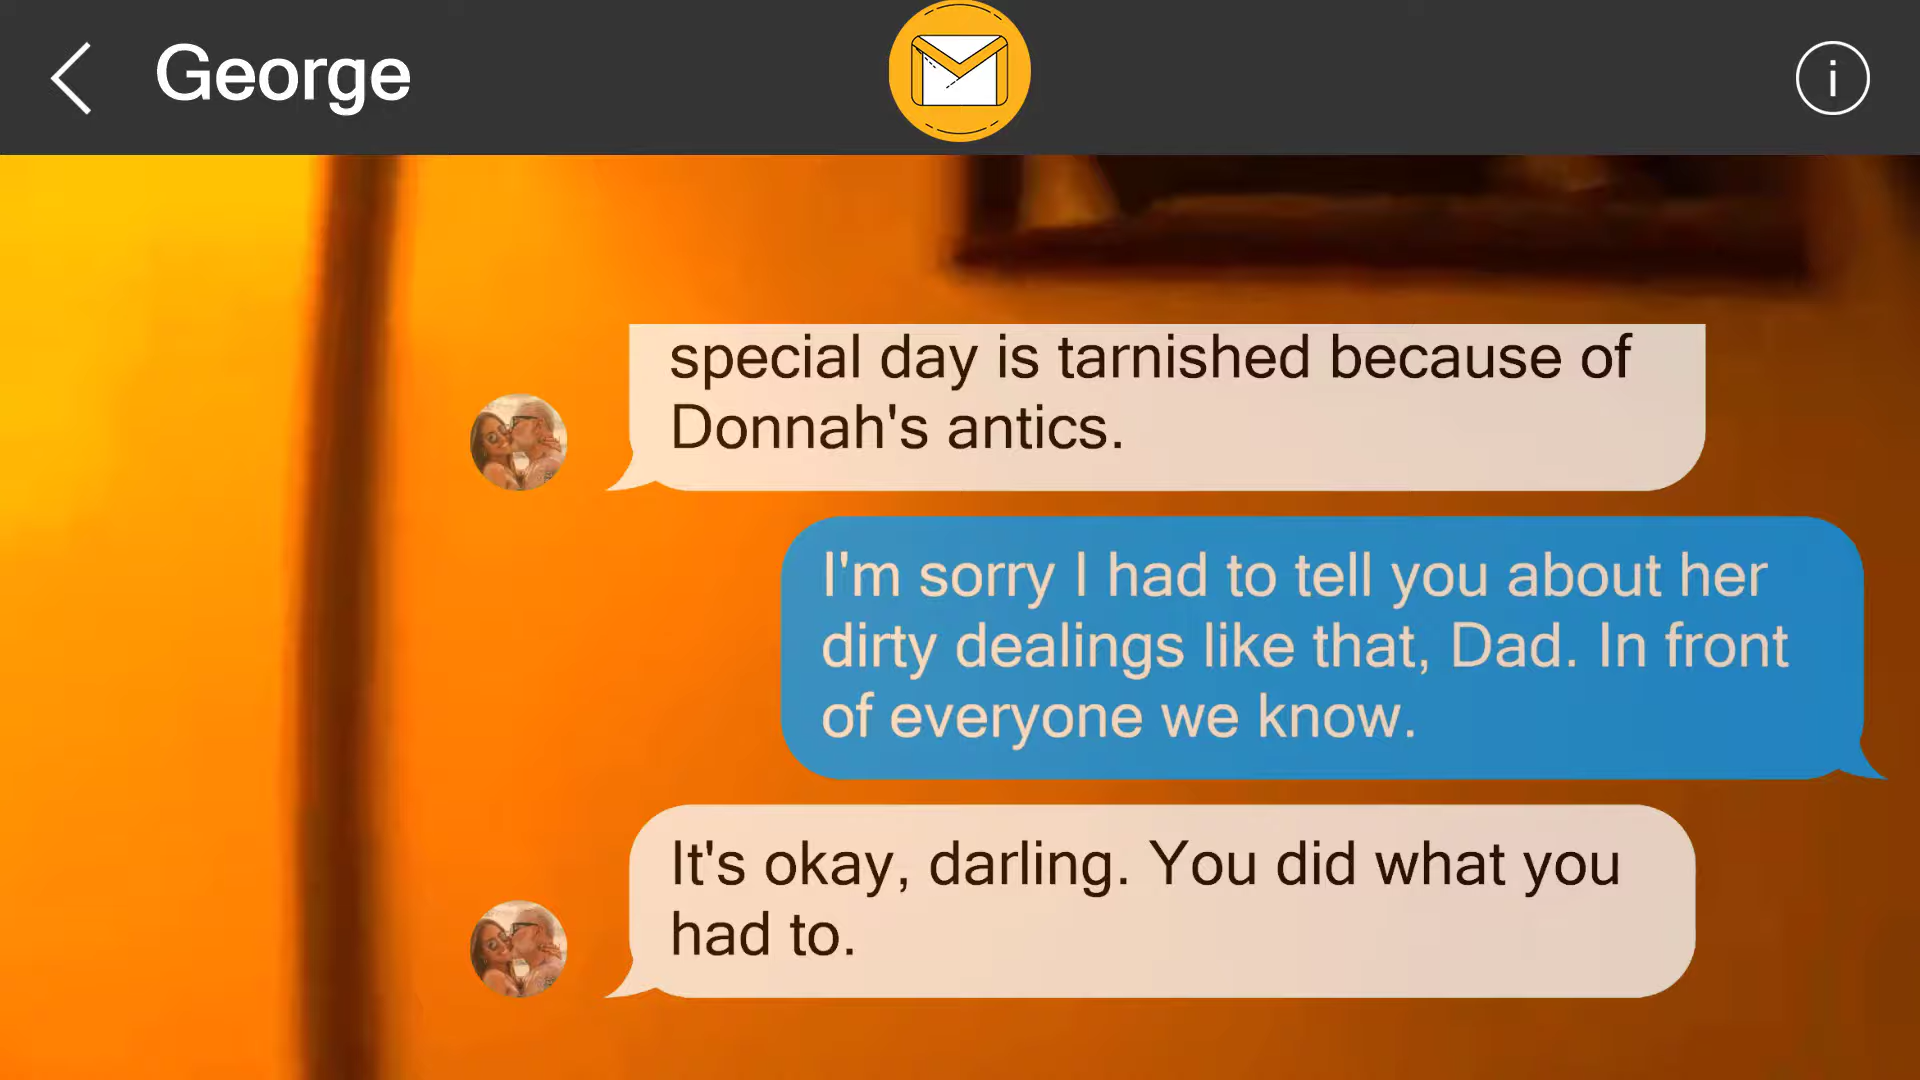 George
special day is tarnished because of
Donnah's antics.
I'm sorry I had to tell you about her
dirty dealings like that, Dad. In front
of everyone we know.
It's okay, darling. You did what you
had to.